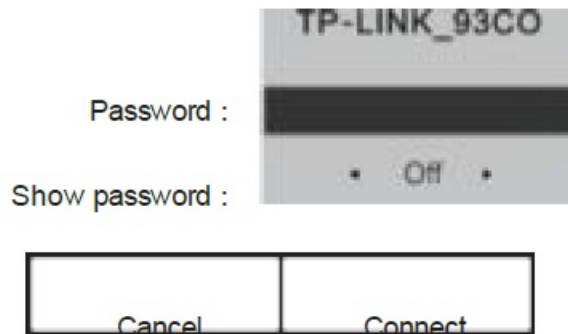 TP-LINK_93CO
Password :
• Off •
Show password :
Cancel Connect